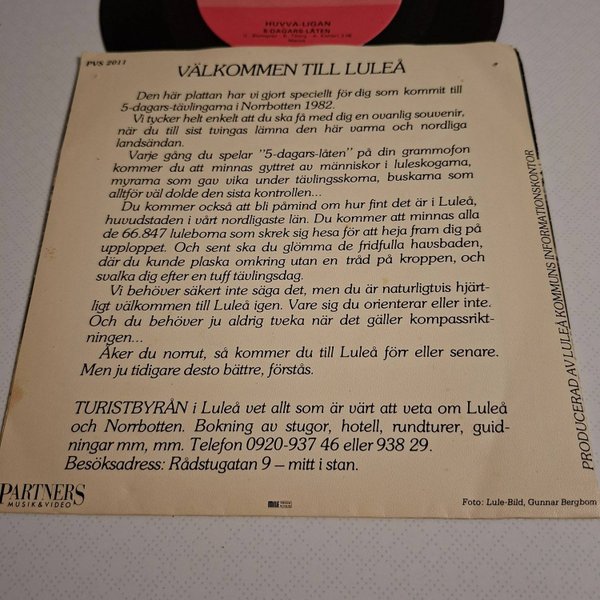 HUVVA-LIGAN
5-DAGARS-LÅTEN
PVS 2011
VÄLKOMMEN TILL LULEÅ
Den här plattan har vi gjort speciellt för dig som kommit till
5-dagars-tävlingarna i Norrbotten 1982.
Vi tycker helt enkelt att du ska få med dig en ovanlig souvenir,
när du till sist tvingas lämna den här varma och nordliga
landsändan.
Varje gång du spelar "5-dagars-låten" på din grammofon
kommer du att minnas gyttret av människor i luleskogarna,
myrarna som gav vika under tävlingsskorna, buskarna som
alltför väl dolde den sista kontrollen...
Du kommer också att bli påmind om hur fint det är i Luleå,
huvudstaden i vårt nordligaste län. Du kommer att minnas alla
de 66.847 luleborna som skrek sig hesa för att heja fram dig på
upploppet. Och sent ska du glömma de fridfulla havsbaden,
där du kunde plaska omkring utan en tråd på kroppen, och
svalka dig efter en tuff tävlingsdag.
Vi behöver säkert inte säga det, men du är naturligtvis hjärt-
ligt välkommen till Luleå igen. Vare sig du orienterar eller inte.
Och du behöver ju aldrig tveka när det gäller kompassrikt-
ningen...
Åker du norrut, så kommer du till Luleå förr eller senare.
Men ju tidigare desto bättre, förstås.
TURISTBYRÅN i Luleå vet allt som är värt att veta om Luleå
och Norrbotten. Bokning av stugor, hotell, rundturer, guid-
ningar mm, mm. Telefon 0920-937 46 eller 938 29.
Besöksadress: Rådstugatan 9 – mitt i stan.
PRODUCERAD AV LULEÅ KOMMUNS INFORMATIONSKONTOR
PARTNERS
MUSIK & VIDEO
Foto: Lule-Bild, Gunnar Bergbom